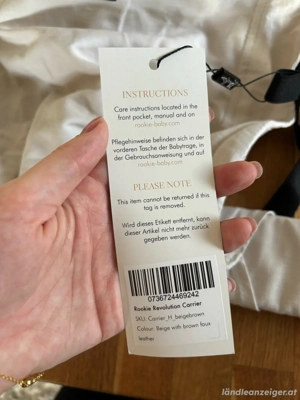 INSTRUCTIONS
Care instructions located in the
front pocket, manual and on
rookie-baby.com
Pflegehinweise befinden sich in der
vorderen Tasche der Babytrage, in
der Gebrauchsanweisung und auf
rookie-baby.com
PLEASE NOTE
This item cannot be returned if this
tag is removed.
Wird dieses Etikett entfernt, kann
dieser Artikel nicht mehr zurück
gegeben werden.
0736724469242
Rookie Revolution Carrier
SKU: Carrier_H_beigebrown
Colour: Beige with brown faux
leather
ländleanzeiger.at